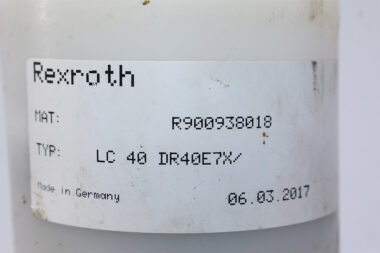 Rexroth
MAT: R900938018
TYP: LC 40 DR40E7X/
Made in Germany 06.03.2017